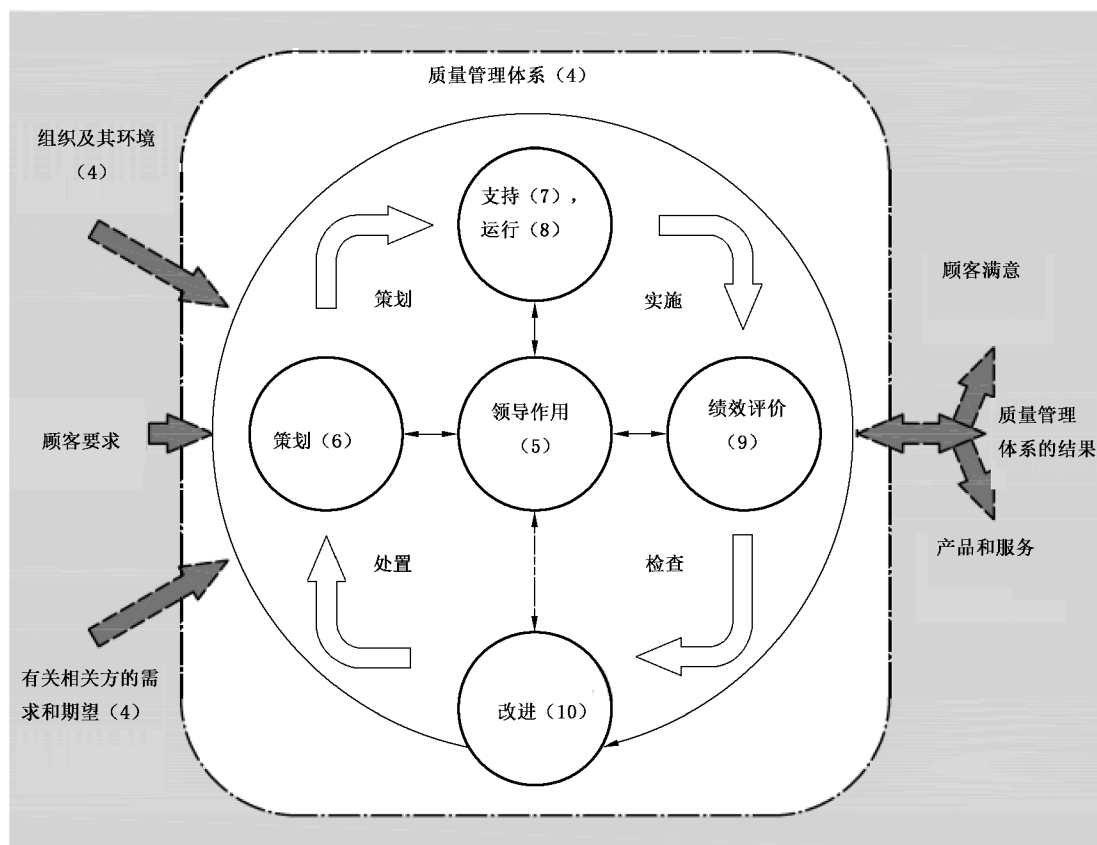 质量管理体系（4）
组织及其环境
（4）
支持（7），
运行（8）
策划
实施
顾客满意
顾客要求
策划（6）
领导作用
（5）
绩效评价
（9）
质量管理
体系的结果
处置
检查
产品和服务
有关相关方的需
求和期望（4）
改进（10）